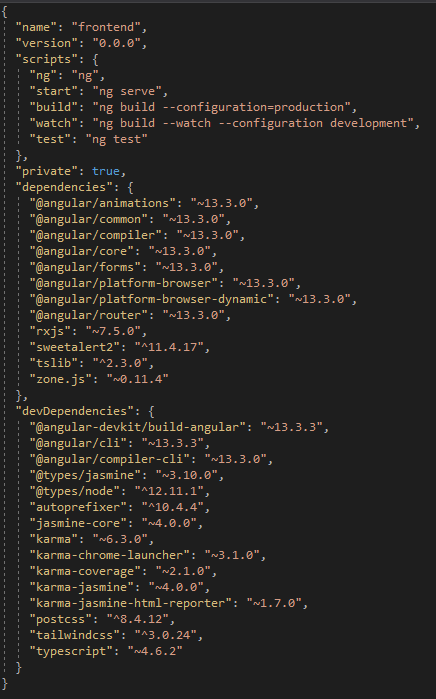 {
  "name": "frontend",
  "version": "0.0.0",
  "scripts": {
    "ng": "ng",
    "start": "ng serve",
    "build": "ng build --configuration=production",
    "watch": "ng build --watch --configuration development",
    "test": "ng test"
  },
  "private": true,
  "dependencies": {
    "@angular/animations": "~13.3.0",
    "@angular/common": "~13.3.0",
    "@angular/compiler": "~13.3.0",
    "@angular/core": "~13.3.0",
    "@angular/forms": "~13.3.0",
    "@angular/platform-browser": "~13.3.0",
    "@angular/platform-browser-dynamic": "~13.3.0",
    "@angular/router": "~13.3.0",
    "rxjs": "~7.5.0",
    "sweetalert2": "^11.4.17",
    "tslib": "^2.3.0",
    "zone.js": "~0.11.4"
  },
  "devDependencies": {
    "@angular-devkit/build-angular": "~13.3.3",
    "@angular/cli": "~13.3.3",
    "@angular/compiler-cli": "~13.3.0",
    "@types/jasmine": "~3.10.0",
    "@types/node": "^12.11.1",
    "autoprefixer": "^10.4.4",
    "jasmine-core": "~4.0.0",
    "karma": "~6.3.0",
    "karma-chrome-launcher": "~3.1.0",
    "karma-coverage": "~2.1.0",
    "karma-jasmine": "~4.0.0",
    "karma-jasmine-html-reporter": "~1.7.0",
    "postcss": "^8.4.12",
    "tailwindcss": "^3.0.24",
    "typescript": "~4.6.2"
  }
}